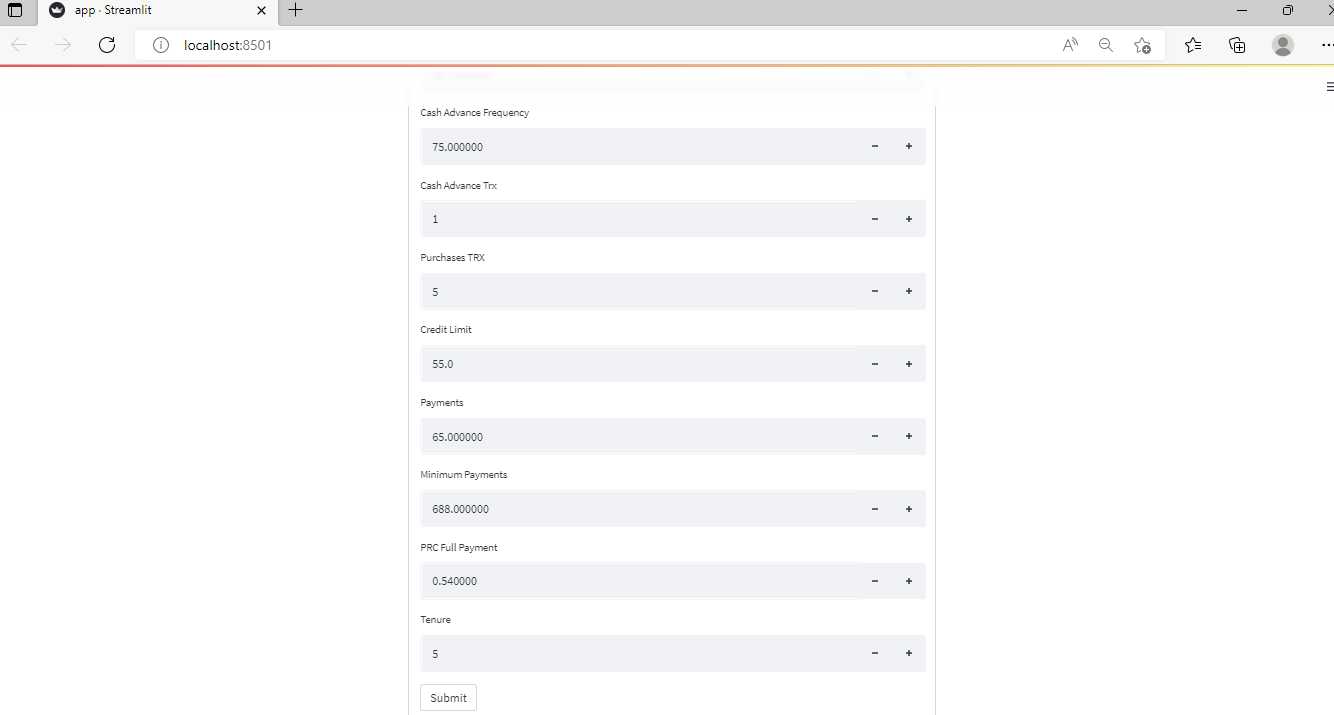 app · Streamlit
localhost:8501
Cash Advance Frequency
75.000000
Cash Advance Trx
1
Purchases TRX
5
Credit Limit
55.0
Payments
65.000000
Minimum Payments
688.000000
PRC Full Payment
0.540000
Tenure
5
Submit